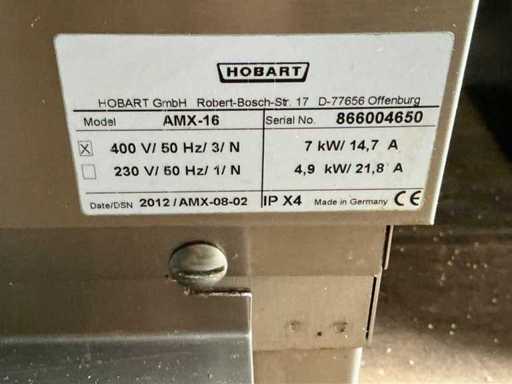 HOBART
HOBART GmbH Robert-Bosch-Str. 17 D-77656 Offenburg
Model AMX-16 Serial No. 866004650
400 V/ 50 Hz/ 3/ N 7 kW/ 14,7 A
230 V/ 50 Hz/ 1/ N 4,9 kW/ 21,8 A
Date/DSN 2012 / AMX-08-02 IP X4 Made in Germany CE